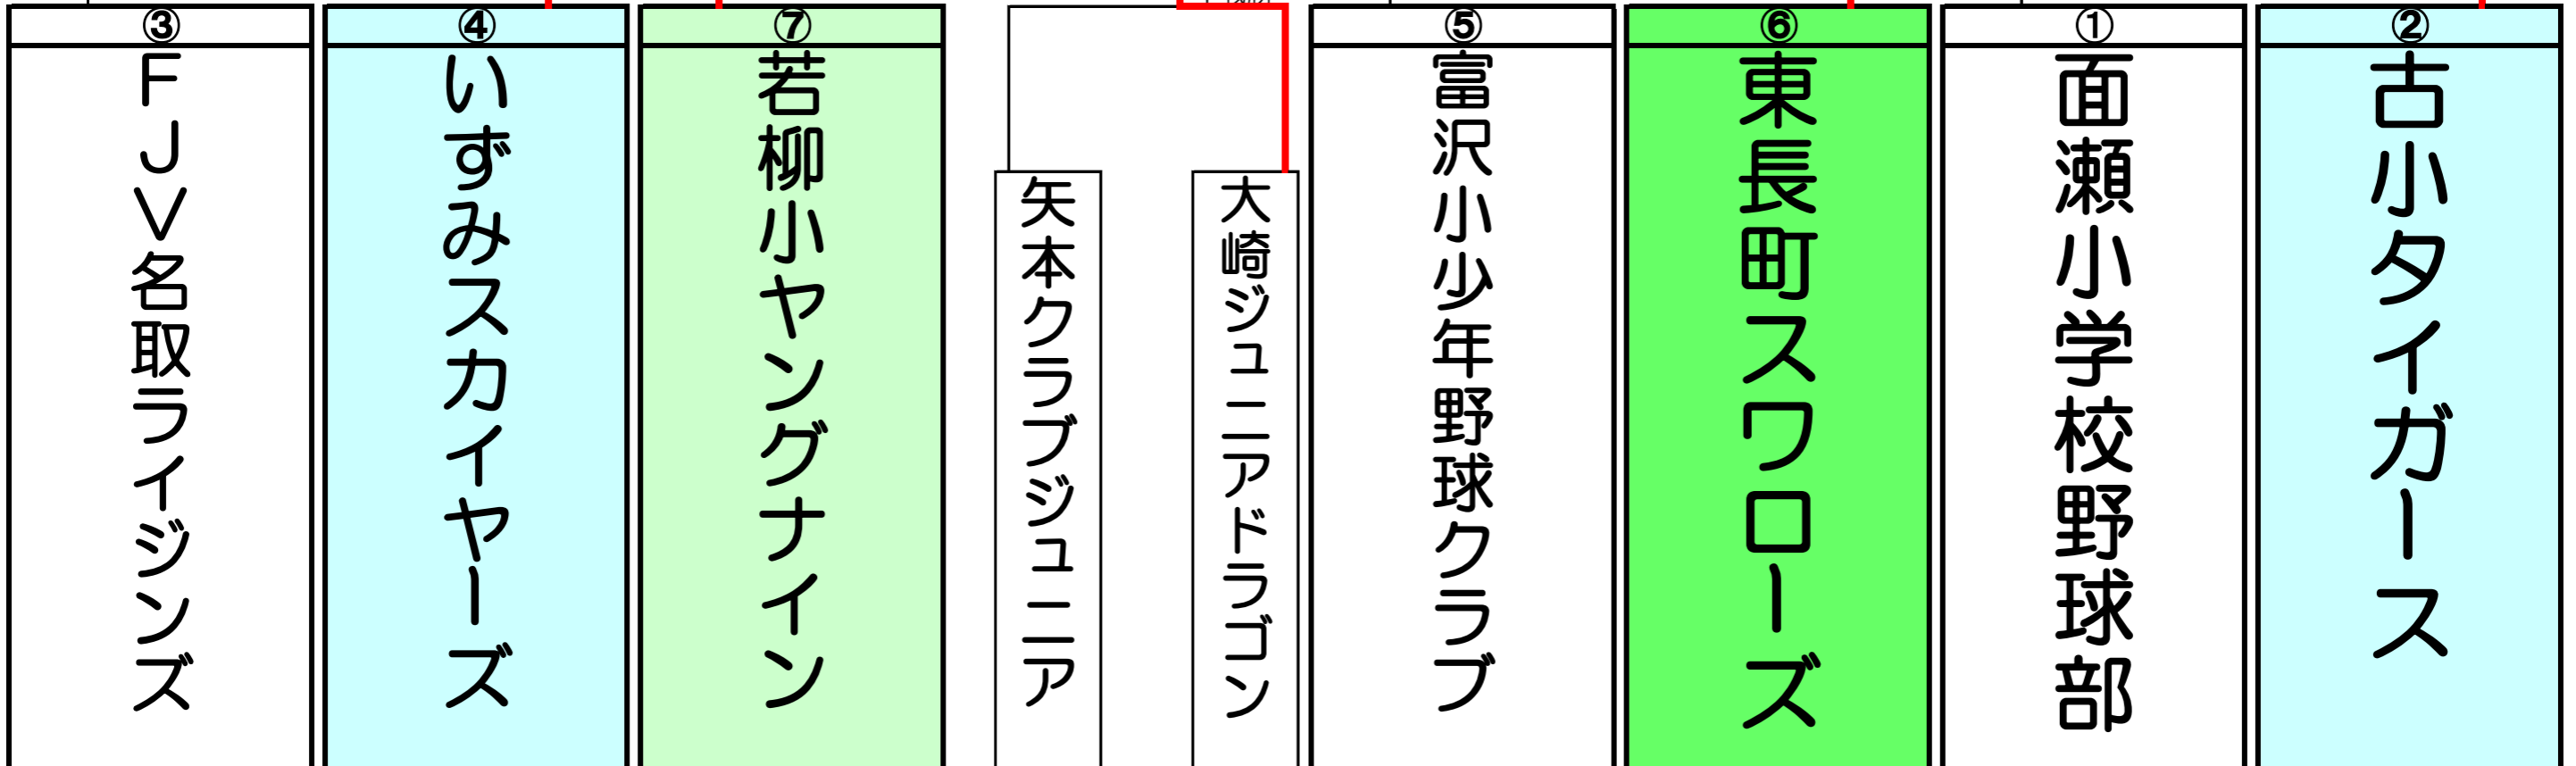 ③
FJV名取ライジンズ
④
いずみスカイヤーズ
⑦
若柳小ヤングナイン
矢本クラブジュニア
大崎ジュニアドラゴン
⑤
富沢小少年野球クラブ
⑥
東長町スワローズ
①
面瀬小学校野球部
②
古小タイガース